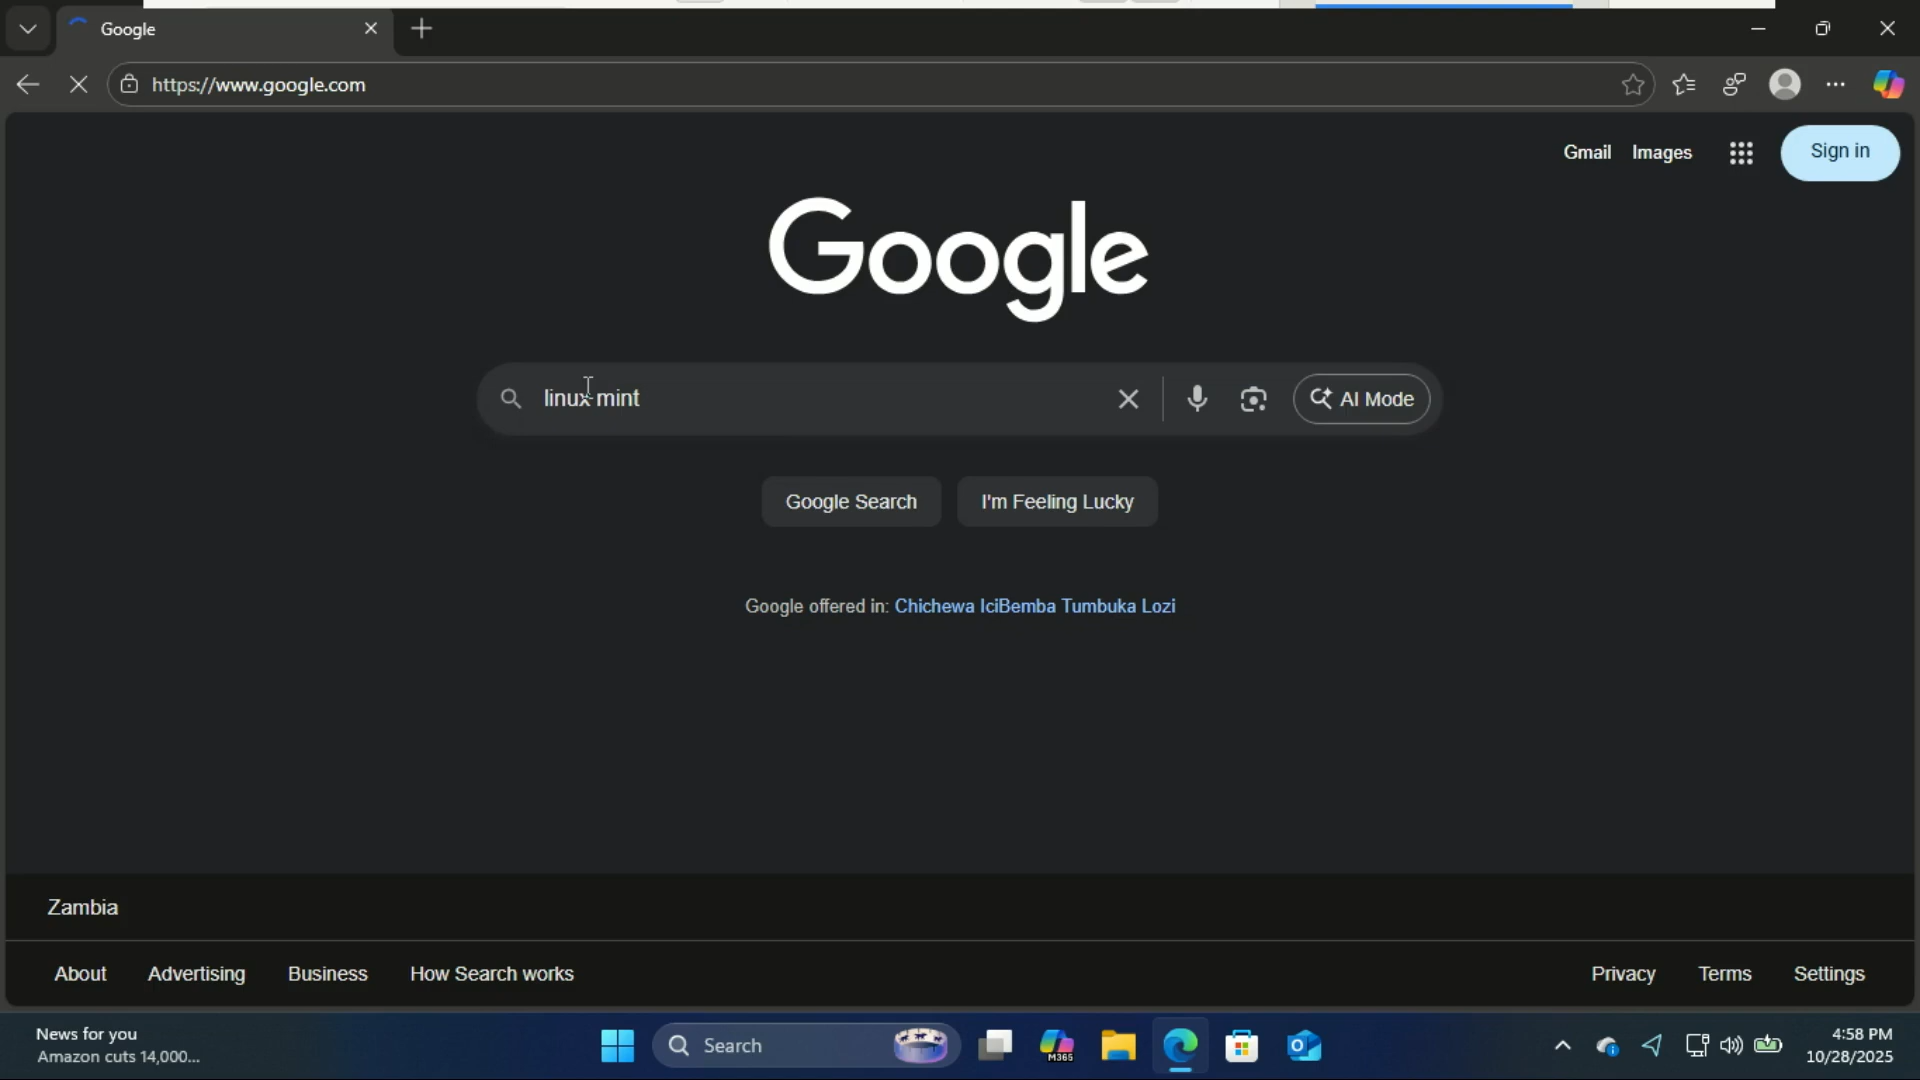 Google
https://www.google.com
Gmail Images Sign in
Google
linux mint AI Mode
Google Search I'm Feeling Lucky
Google offered in: Chichewa IciBemba Tumbuka Lozi
Zambia
About Advertising Business How Search works Privacy Terms Settings
News for you
Amazon cuts 14,000...
Search
M365
4:58 PM
10/28/2025